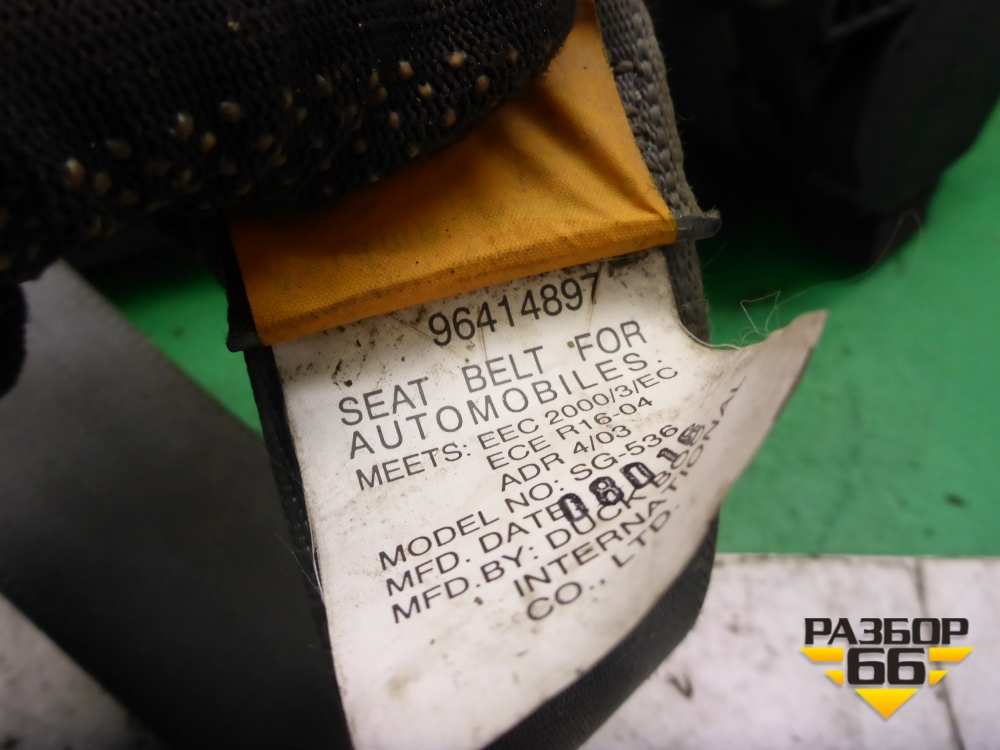 96414897
SEAT BELT FOR
AUTOMOBILES.
MEETS: EEC 2000/3/EC
ECE R16-04
ADR 4/03
MODEL NO: SG-536
MFD. DATE
MFD.BY: DUCK BOO
INTERNATIONAL
CO., LTD.
РАЗБОР
66